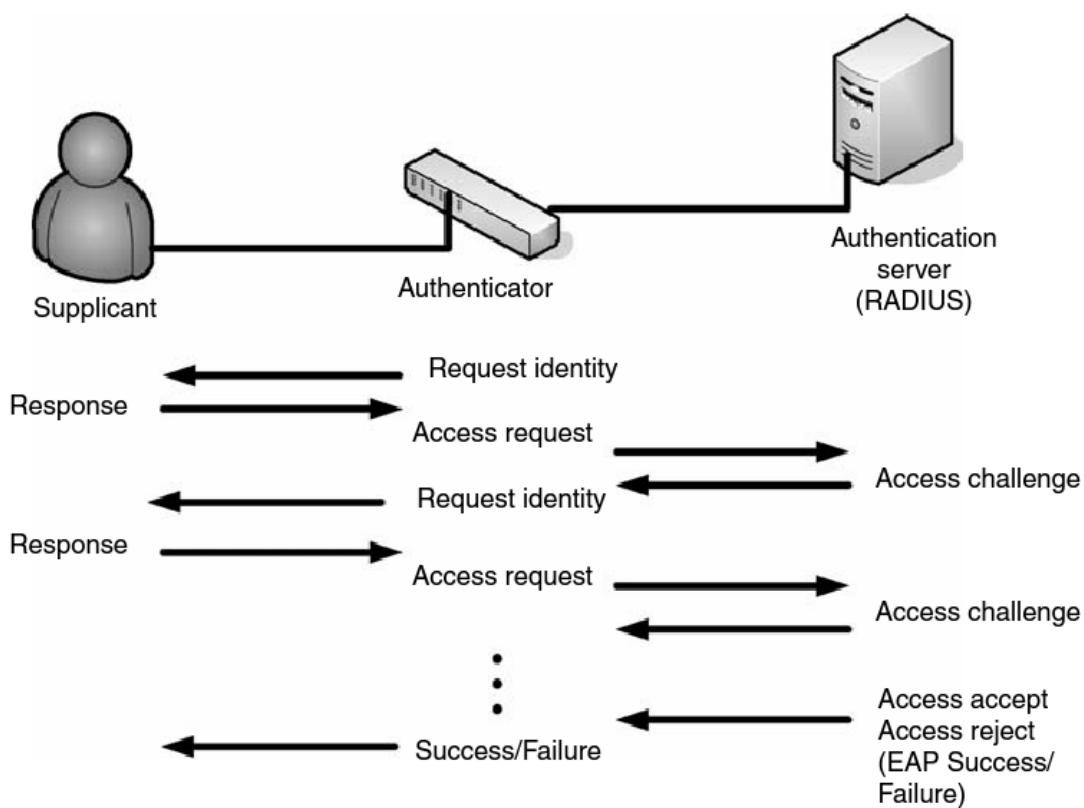 Supplicant
Authenticator
Authentication
server
(RADIUS)
Request identity
Response
Access request
Access challenge
Request identity
Response
Access request
Access challenge
Access accept
Access reject
(EAP Success/
Failure)
Success/Failure